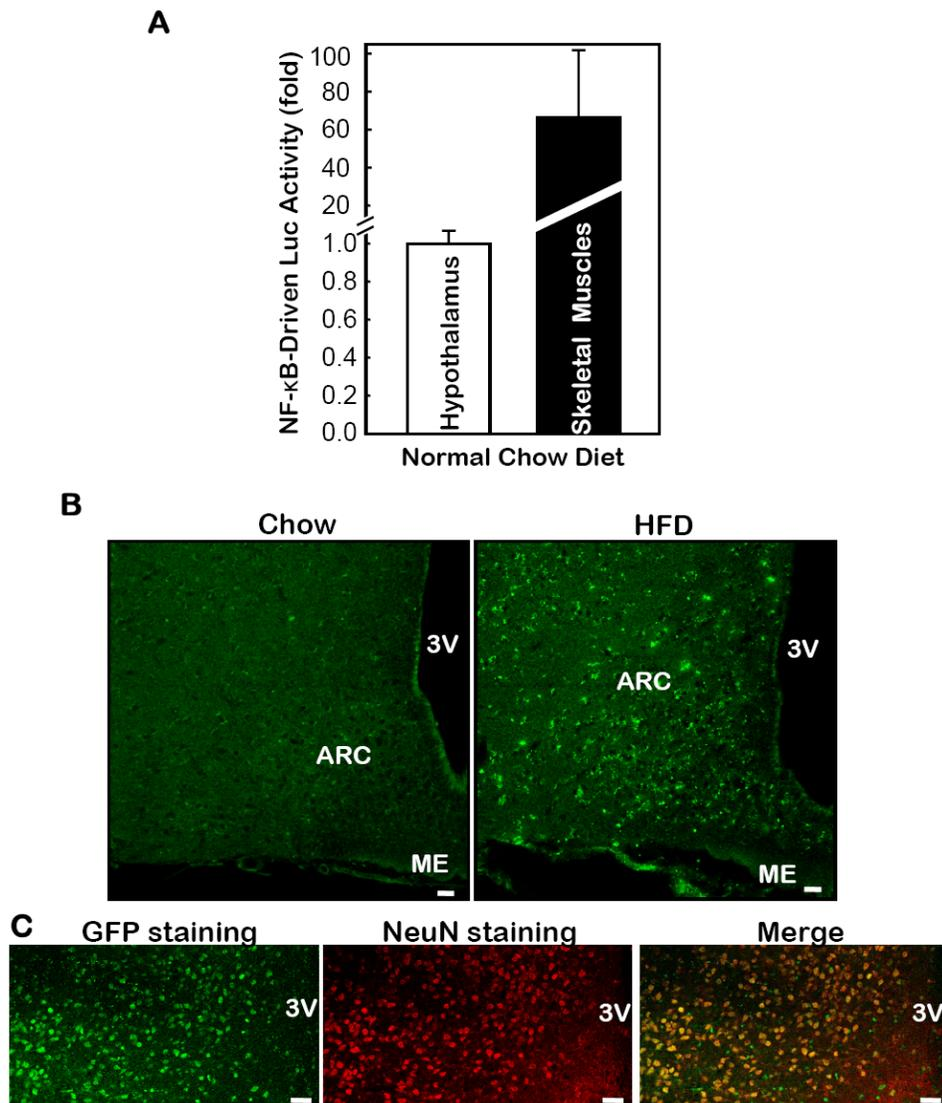 A
NF-κB-Driven Luc Activity (fold)
100
80
60
40
20
1.0
0.8
0.6
0.4
0.2
0.0
Hypothalamus
Skeletal Muscles
Normal Chow Diet
B
Chow
HFD
3V
ARC
ME
3V
ARC
ME
C
GFP staining
NeuN staining
Merge
3V
3V
3V